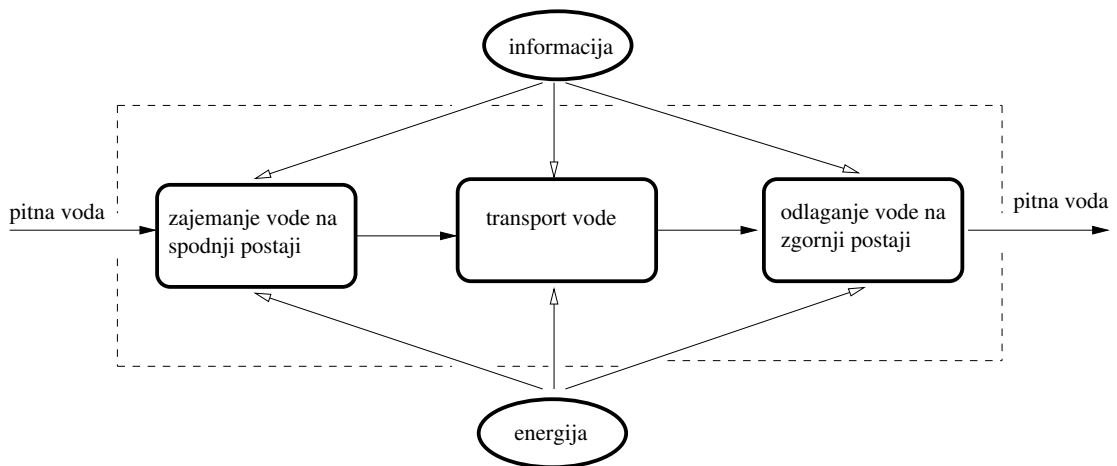 informacija
pitna voda
zajemanje vode na
spodnji postaji
transport vode
odlaganje vode na
zgornji postaji
pitna voda
energija